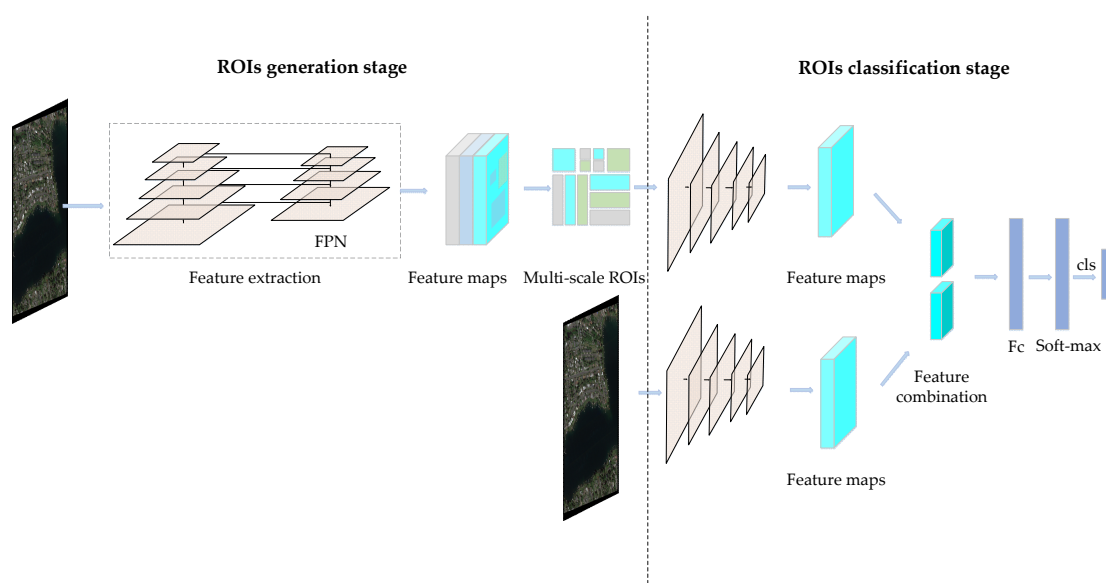 ROIs generation stage
ROIs classification stage
FPN
Feature extraction
Feature maps
Multi-scale ROIs
Feature maps
cls
Fc
Soft-max
Feature
combination
Feature maps